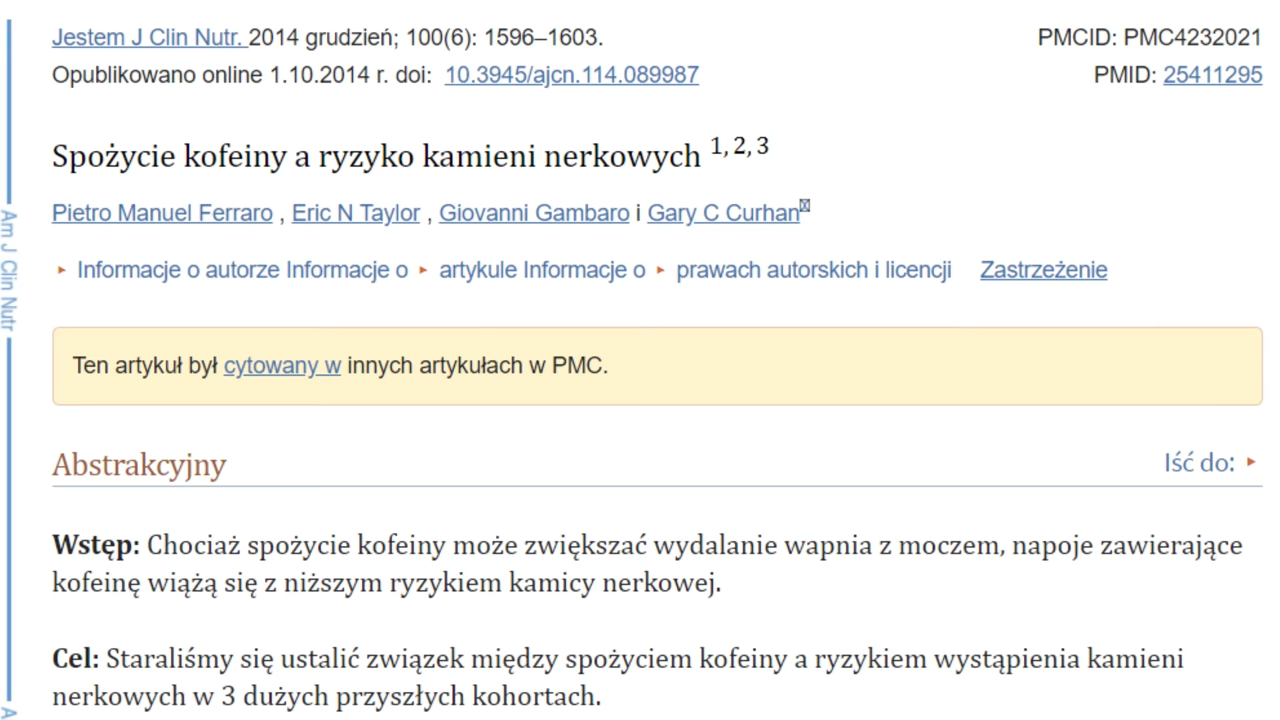 Jestem J Clin Nutr. 2014 grudzień; 100(6): 1596–1603.
PMCID: PMC4232021
Opublikowano online 1.10.2014 r. doi: 10.3945/ajcn.114.089987
PMID: 25411295
Spożycie kofeiny a ryzyko kamieni nerkowych 1, 2, 3
Pietro Manuel Ferraro , Eric N Taylor , Giovanni Gambaro i Gary C Curhan
Informacje o autorze Informacje o ▸ artykule Informacje o ▸ prawach autorskich i licencji Zastrzeżenie
Ten artykuł był cytowany w innych artykułach w PMC.
Abstrakcyjny
Iść do:
Wstęp: Chociaż spożycie kofeiny może zwiększać wydalanie wapnia z moczem, napoje zawierające
kofeinę wiążą się z niższym ryzykiem kamicy nerkowej.
Cel: Staraliśmy się ustalić związek między spożyciem kofeiny a ryzykiem wystąpienia kamieni
nerkowych w 3 dużych przyszłych kohortach.
Am J Clin Nutr
A